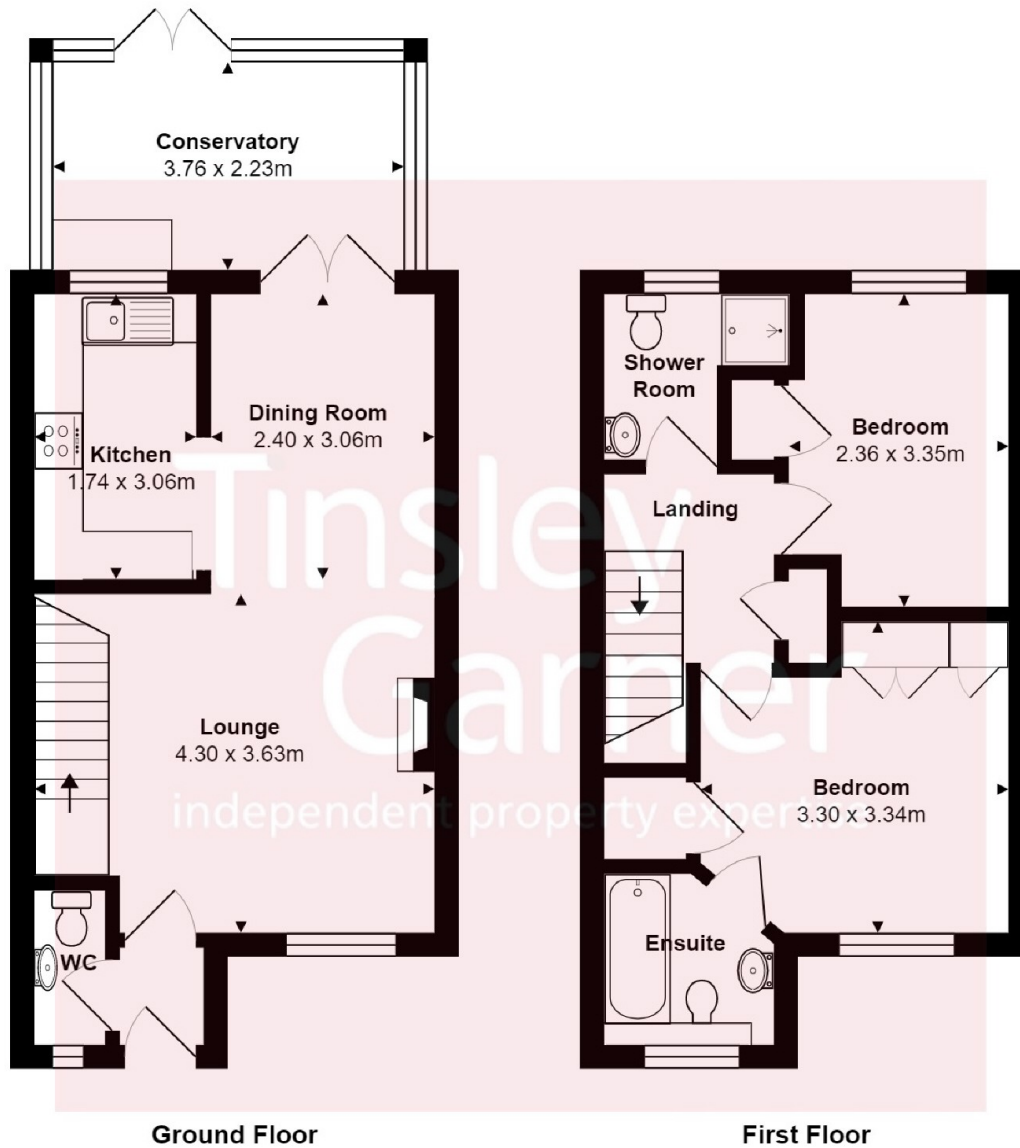 Conservatory
3.76 x 2.23m
Kitchen
1.74 x 3.06m
Dining Room
2.40 x 3.06m
Lounge
4.30 x 3.63m
WC
Ground Floor
Shower
Room
Bedroom
2.36 x 3.35m
Landing
Bedroom
3.30 x 3.34m
Ensuite
First Floor
Tinsley
Garner
independent property expertise